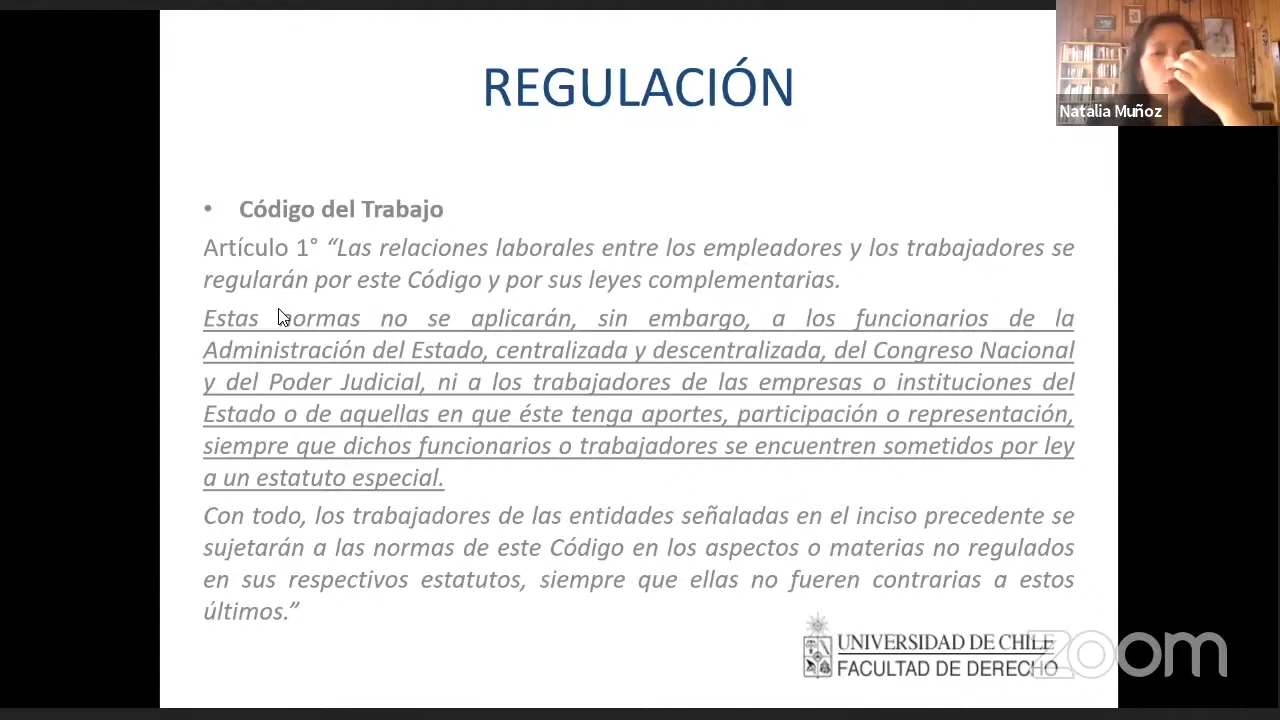 REGULACIÓN
Natalia Muñoz
• Código del Trabajo
Artículo 1° “Las relaciones laborales entre los empleadores y los trabajadores se
regularán por este Código y por sus leyes complementarias.
Estas normas no se aplicarán, sin embargo, a los funcionarios de la
Administración del Estado, centralizada y descentralizada, del Congreso Nacional
y del Poder Judicial, ni a los trabajadores de las empresas o instituciones del
Estado o de aquellas en que éste tenga aportes, participación o representación,
siempre que dichos funcionarios o trabajadores se encuentren sometidos por ley
a un estatuto especial.
Con todo, los trabajadores de las entidades señaladas en el inciso precedente se
sujetarán a las normas de este Código en los aspectos o materias no regulados
en sus respectivos estatutos, siempre que ellas no fueren contrarias a estos
últimos.”
UNIVERSIDAD DE CHILE
FACULTAD DE DERECHO
zoom